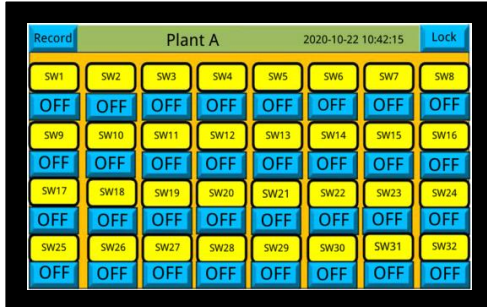 Record Plant A 2020-10-22 10:42:15 Lock
SW1 SW2 SW3 SW4 SW5 SW6 SW7 SW8
OFF OFF OFF OFF OFF OFF OFF OFF
SW9 SW10 SW11 SW12 SW13 SW14 SW15 SW16
OFF OFF OFF OFF OFF OFF OFF OFF
SW17 SW18 SW19 SW20 SW21 SW22 SW23 SW24
OFF OFF OFF OFF OFF OFF OFF OFF
SW25 SW26 SW27 SW28 SW29 SW30 SW31 SW32
OFF OFF OFF OFF OFF OFF OFF OFF